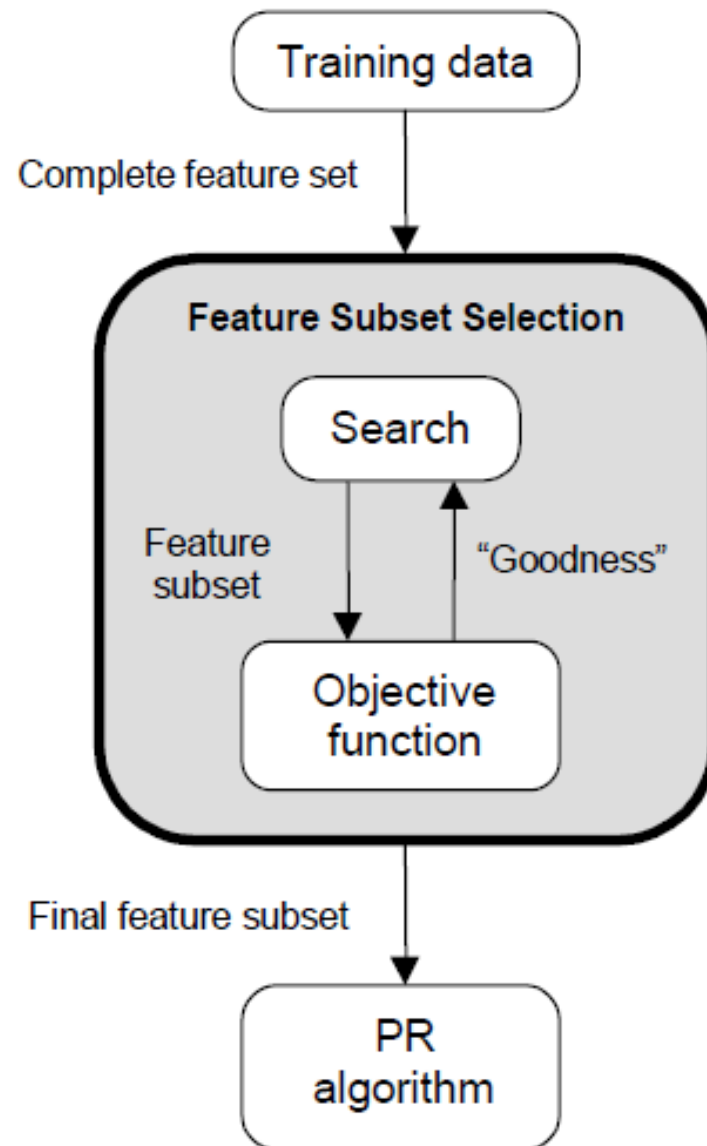 Training data
Complete feature set
Feature Subset Selection
Search
Feature
subset
“Goodness”
Objective
function
Final feature subset
PR
algorithm